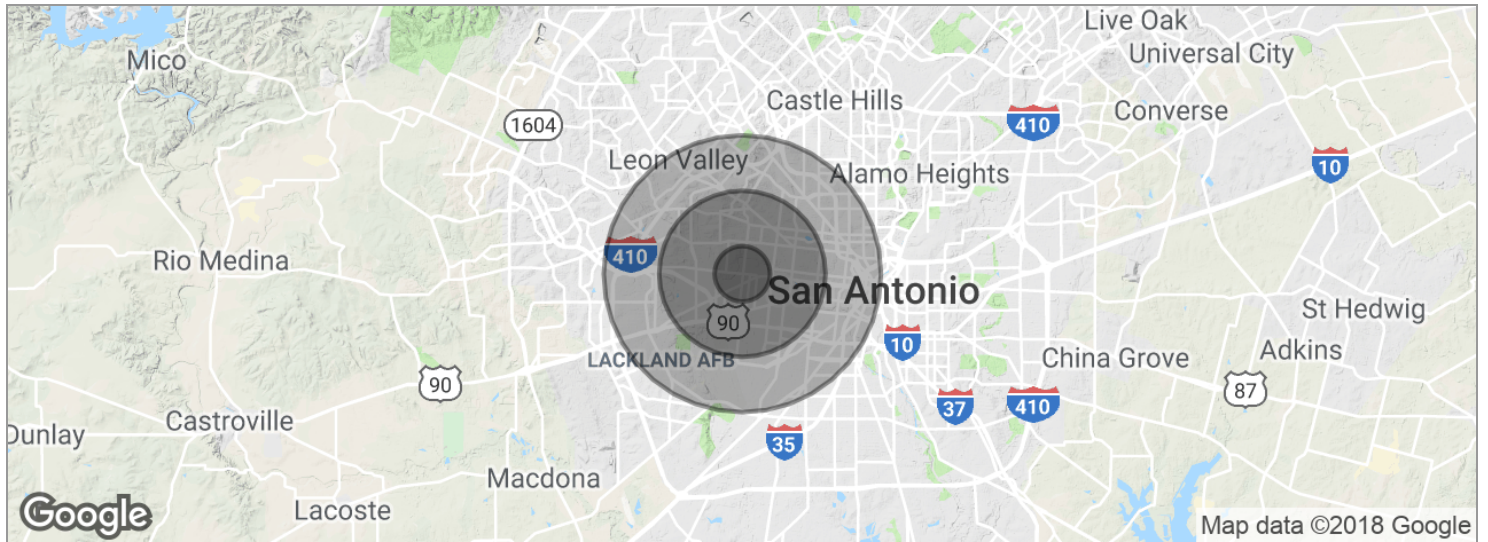 Live Oak
Universal City
Mico
Castle Hills
Converse
1604
410
Leon Valley
10
Alamo Heights
410
Rio Medina
San Antonio
St Hedwig
90
10
Adkins
LACKLAND AFB
China Grove
90
87
37
410
Castroville
Dunlay
35
Macdona
Lacoste
Google
Map data ©2018 Google